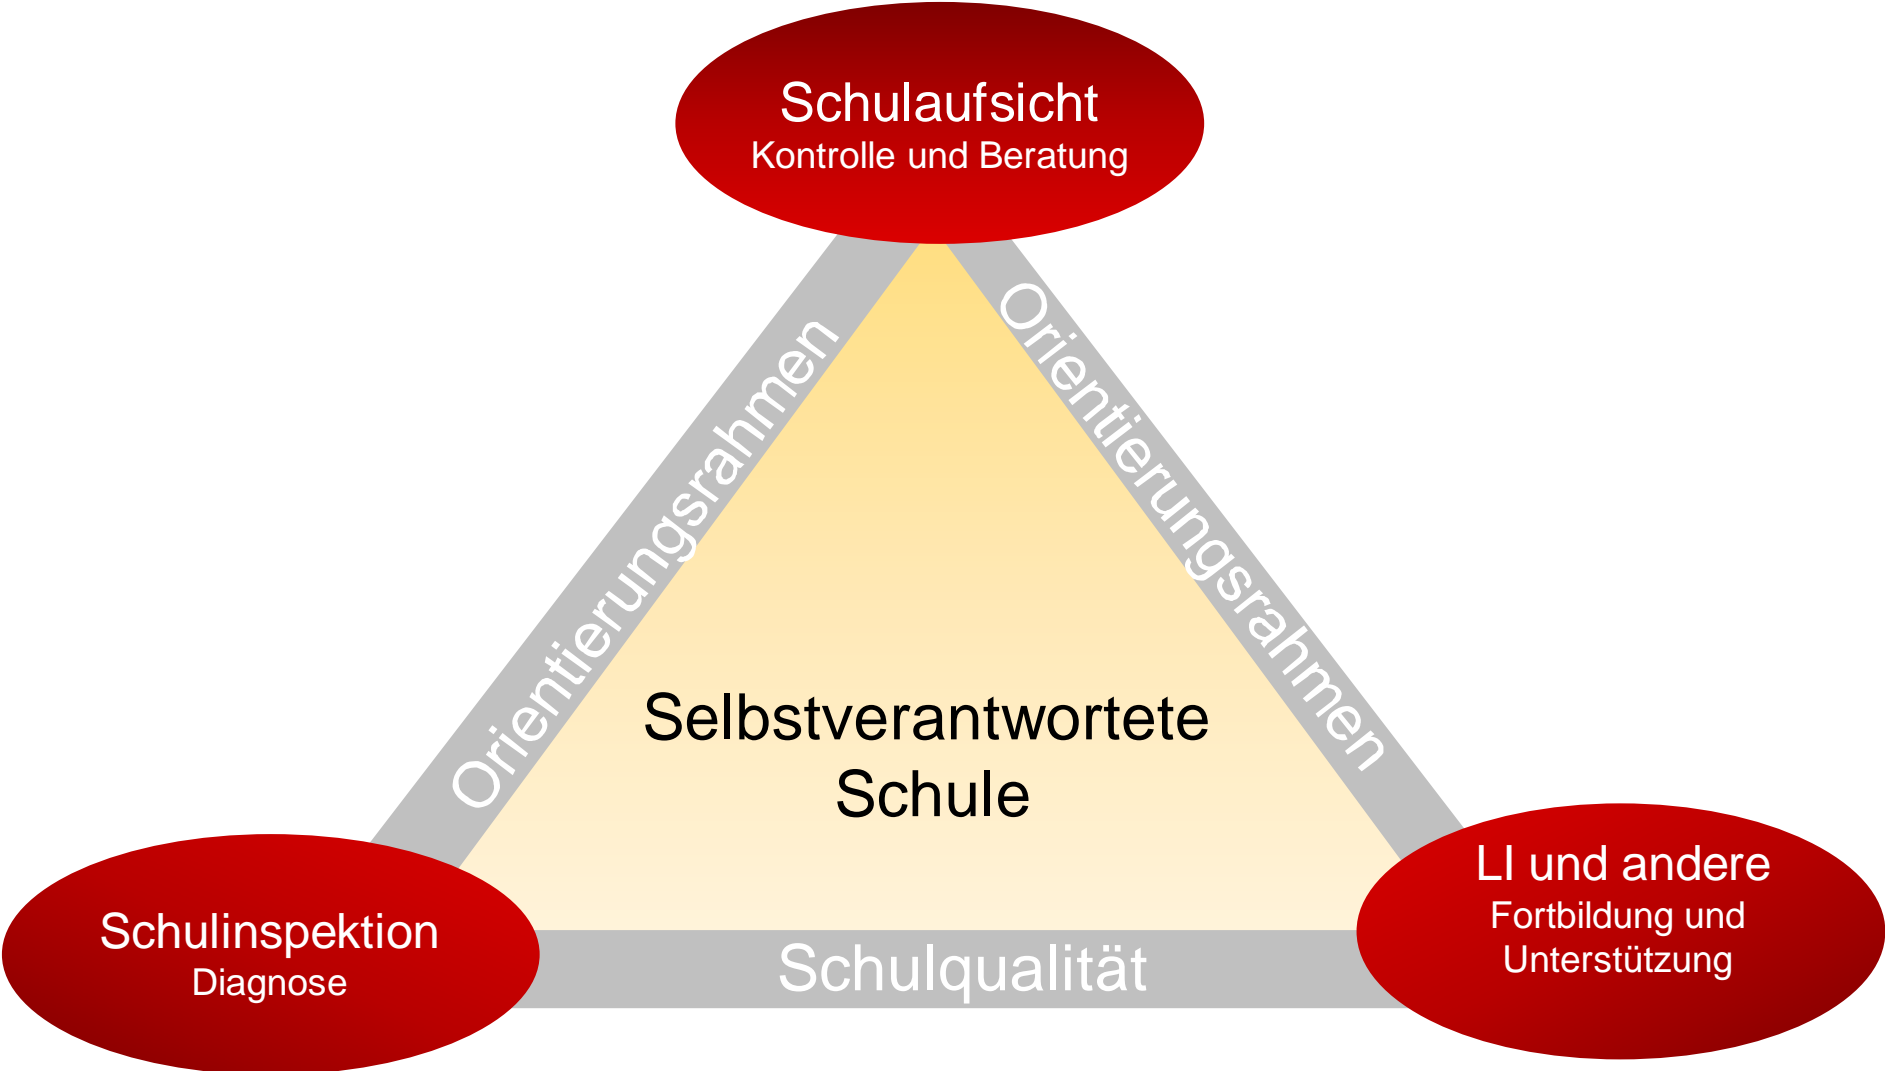 Schulaufsicht
Kontrolle und Beratung
Orientierungsrahmen
Orientierungsrahmen
Selbstverantwortete
Schule
Schulinspektion
Diagnose
Schulqualität
LI und andere
Fortbildung und
Unterstützung